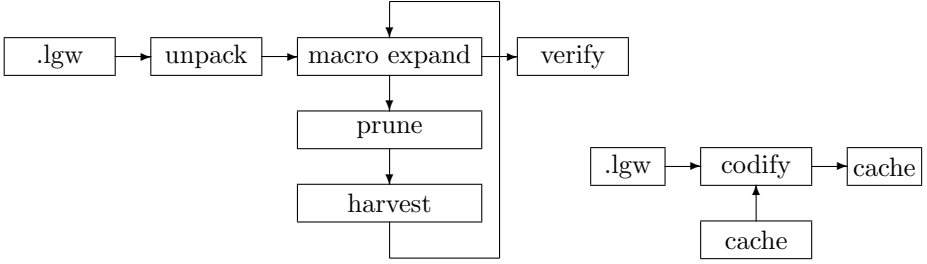 .lgw
unpack
macro expand
verify
prune
harvest
.lgw
codify
cache
cache